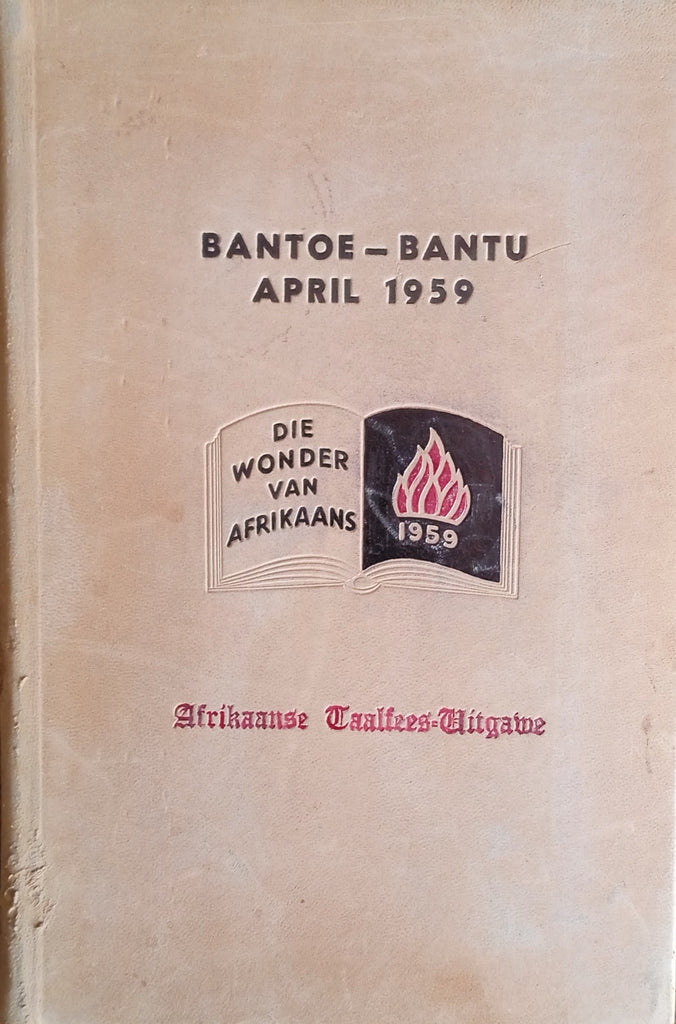 BANTOE – BANTU
APRIL 1959
DIE
WONDER
VAN
AFRIKAANS
1959
Afrikaanse Taalfees-Uitgawe